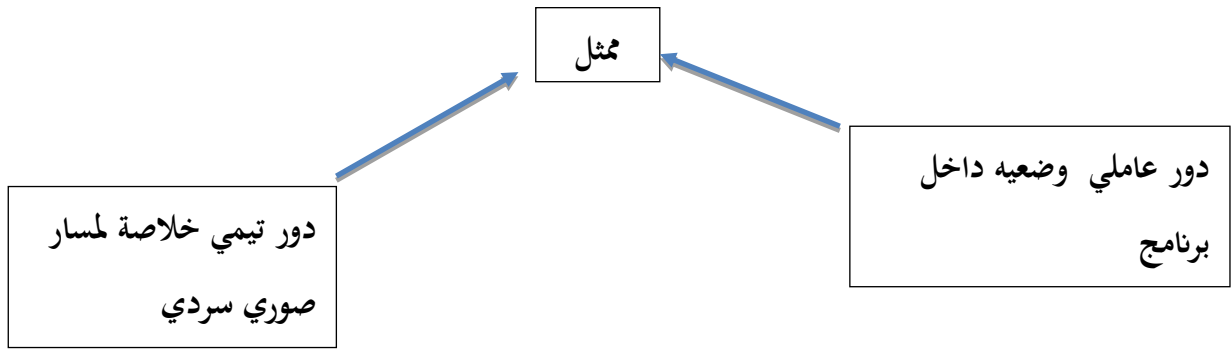 ممثل
دور عاملي وضعيه داخل
برنامج
دور تيمي خلاصة لمسار
صوري سردي